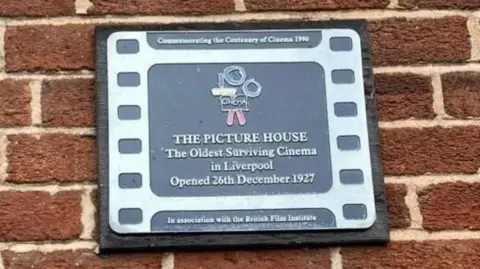 Commemorating the Centenary of Cinema 1996
CINEMA
THE PICTURE HOUSE
The Oldest Surviving Cinema
in Liverpool
Opened 26th December 1927
In association with the British Film Institute